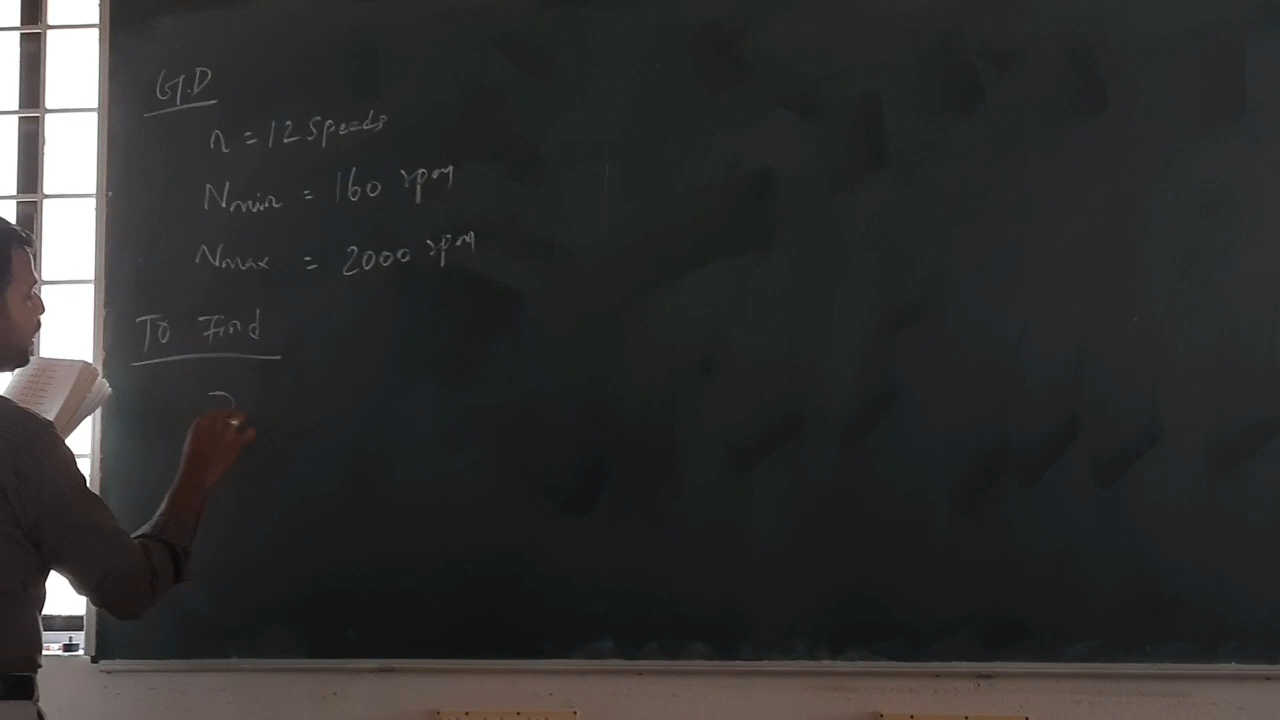 G.D
n = 12 Speeds
Nmin = 160 rpm
Nmax = 2000 rpm
To Find